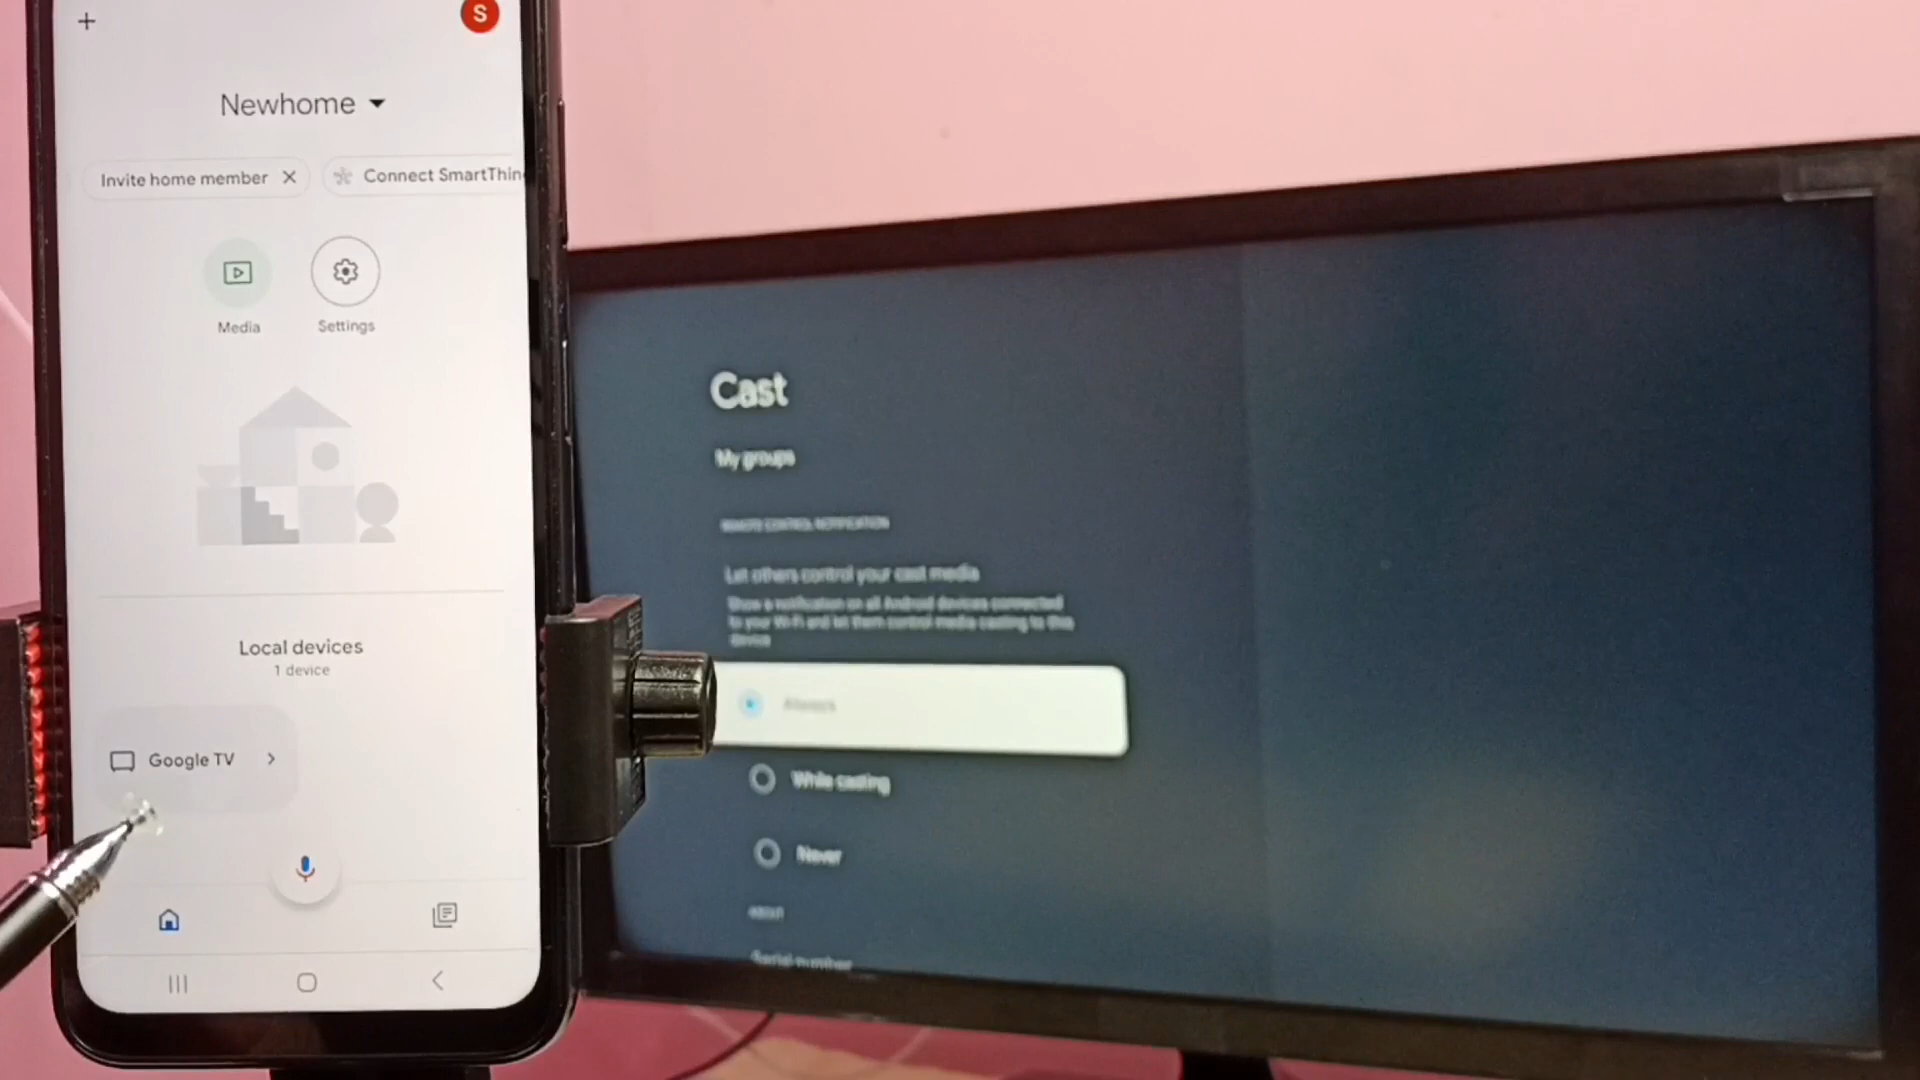 S
Newhome
Invite home member
Connect SmartThin
Media
Settings
Local devices
1 device
Google TV
Cast
My groups
REMOTE CONTROL NOTIFICATION
Let others control your cast media
Show a notification on all Android devices connected
to your Wi-Fi and let them control media casting to this
device
Always
While casting
Never
ABOUT
Serial number